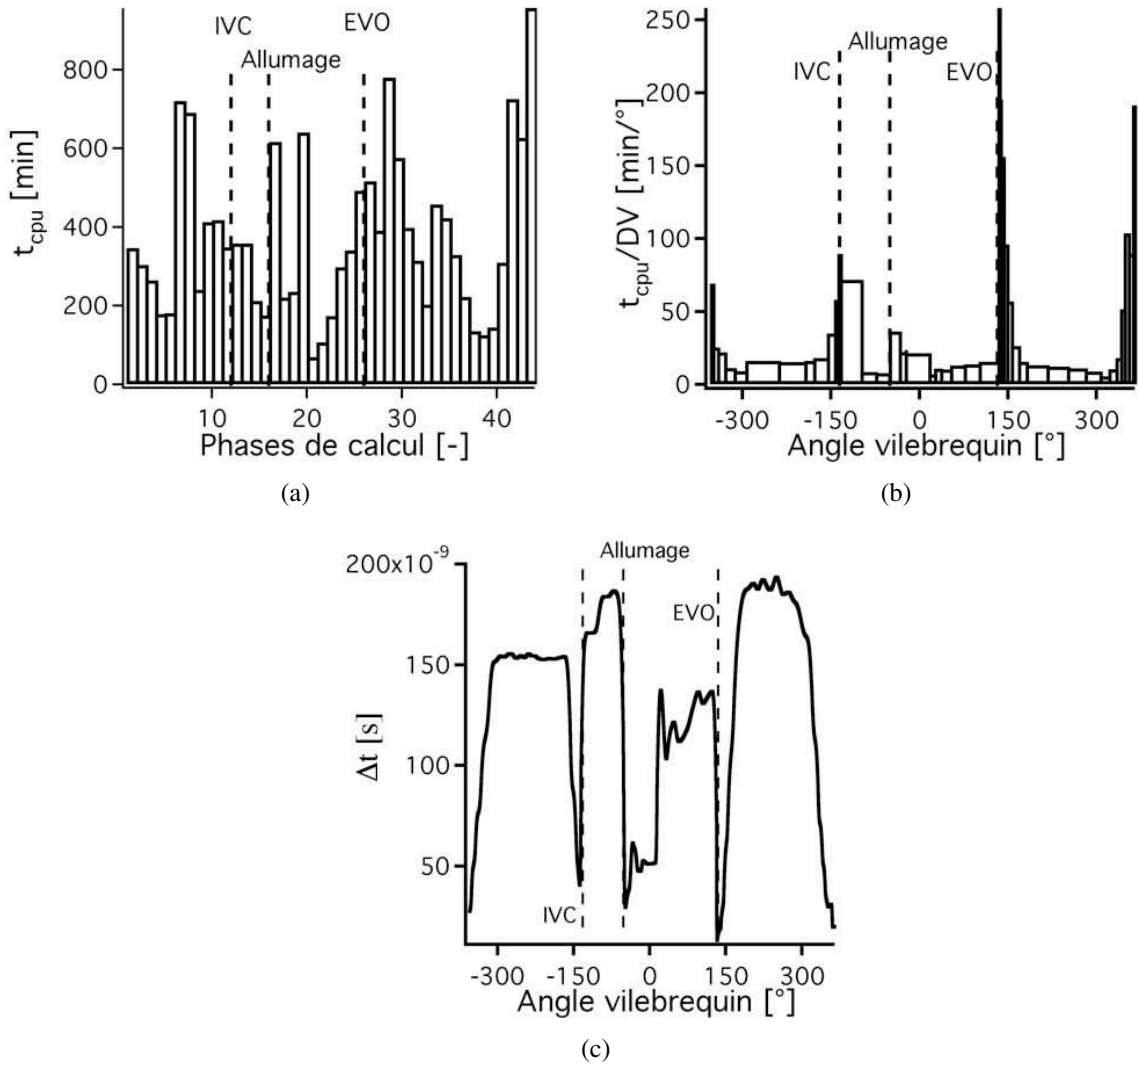 IVC
EVO
Allumage
800
600
400
200
0
t_cpu [min]
10 20 30 40
Phases de calcul [-]
(a)
Allumage
IVC
EVO
250
200
150
100
50
0
t_cpu/DV [min/°]
-300 -150 0 150 300
Angle vilebrequin [°]
(b)
Allumage
EVO
IVC
200x10^-9
150
100
50
Δt [s]
-300 -150 0 150 300
Angle vilebrequin [°]
(c)